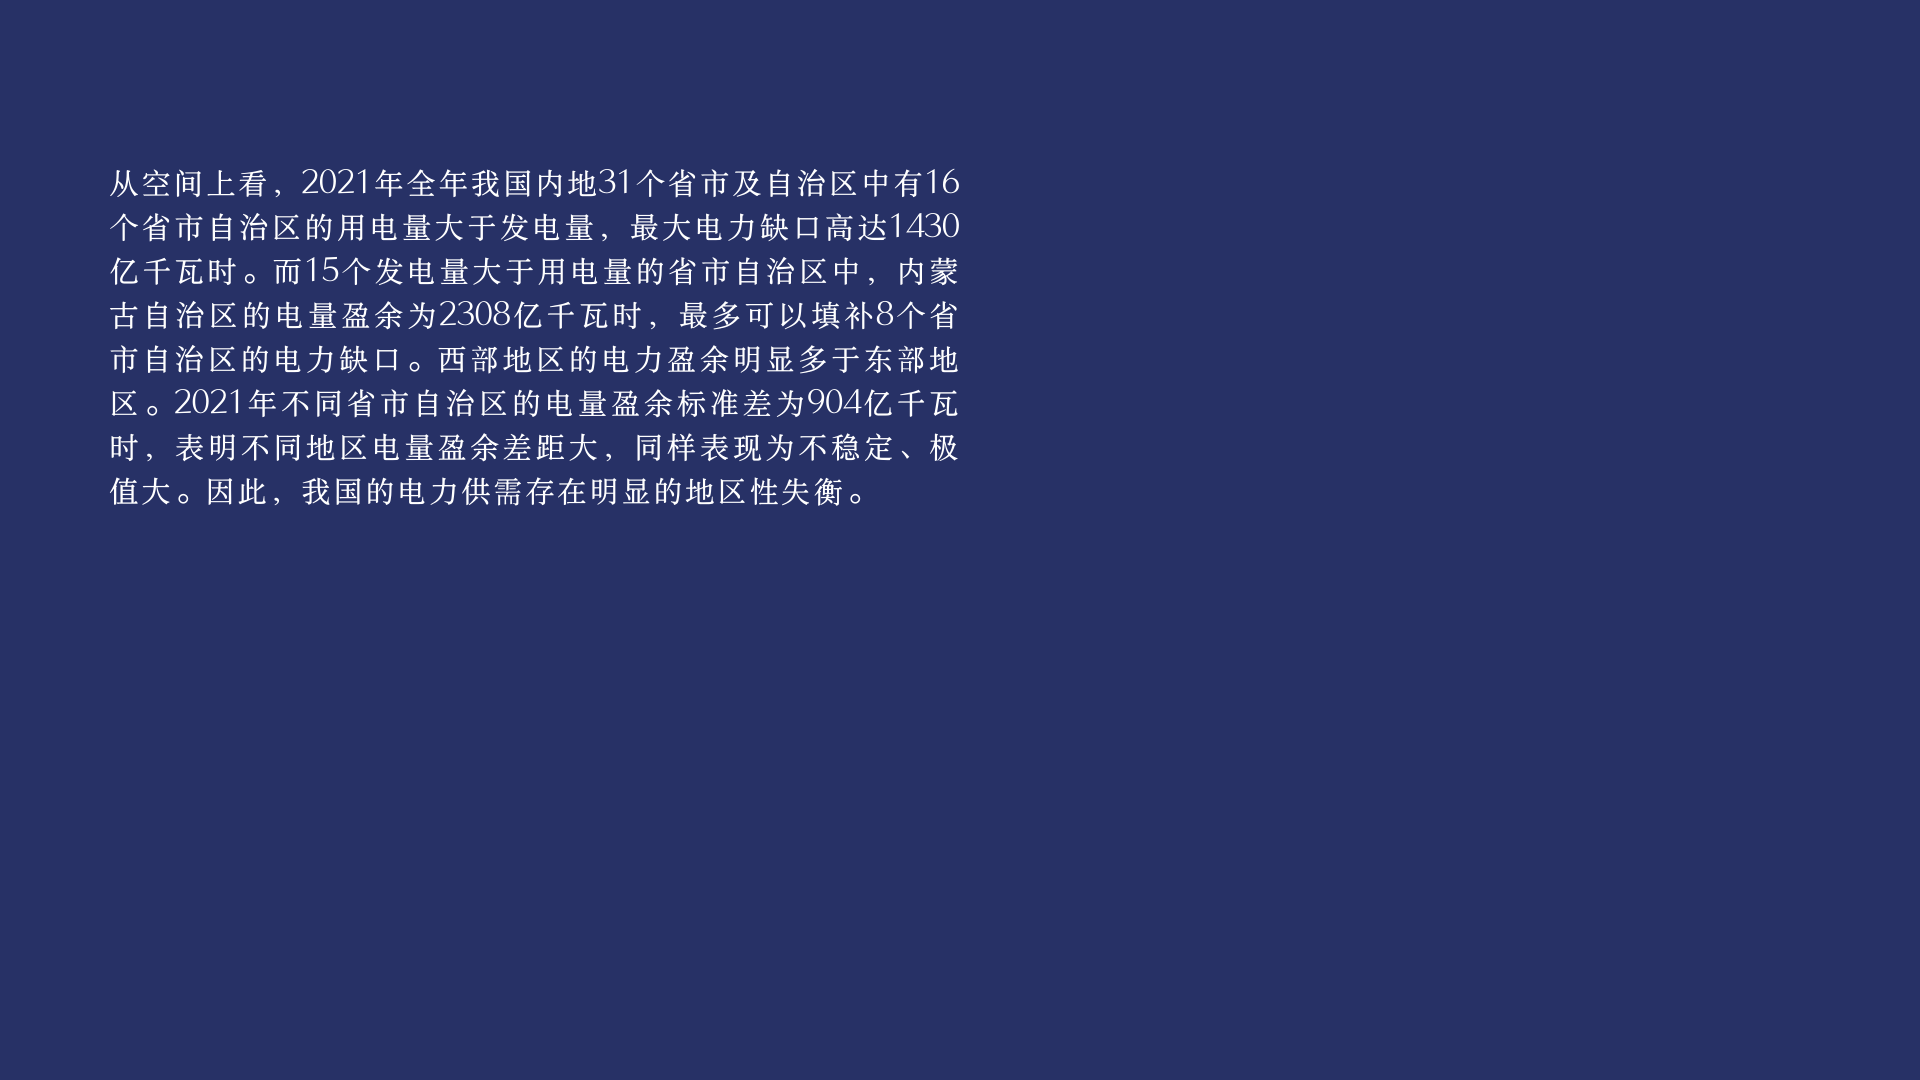 从空间上看，2021年全年我国内地31个省市及自治区中有16
个省市自治区的用电量大于发电量，最大电力缺口高达1430
亿千瓦时。而15个发电量大于用电量的省市自治区中，内蒙
古自治区的电量盈余为2308亿千瓦时，最多可以填补8个省
市自治区的电力缺口。西部地区的电力盈余明显多于东部地
区。2021年不同省市自治区的电量盈余标准差为904亿千瓦
时，表明不同地区电量盈余差距大，同样表现为不稳定、极
值大。因此，我国的电力供需存在明显的地区性失衡。